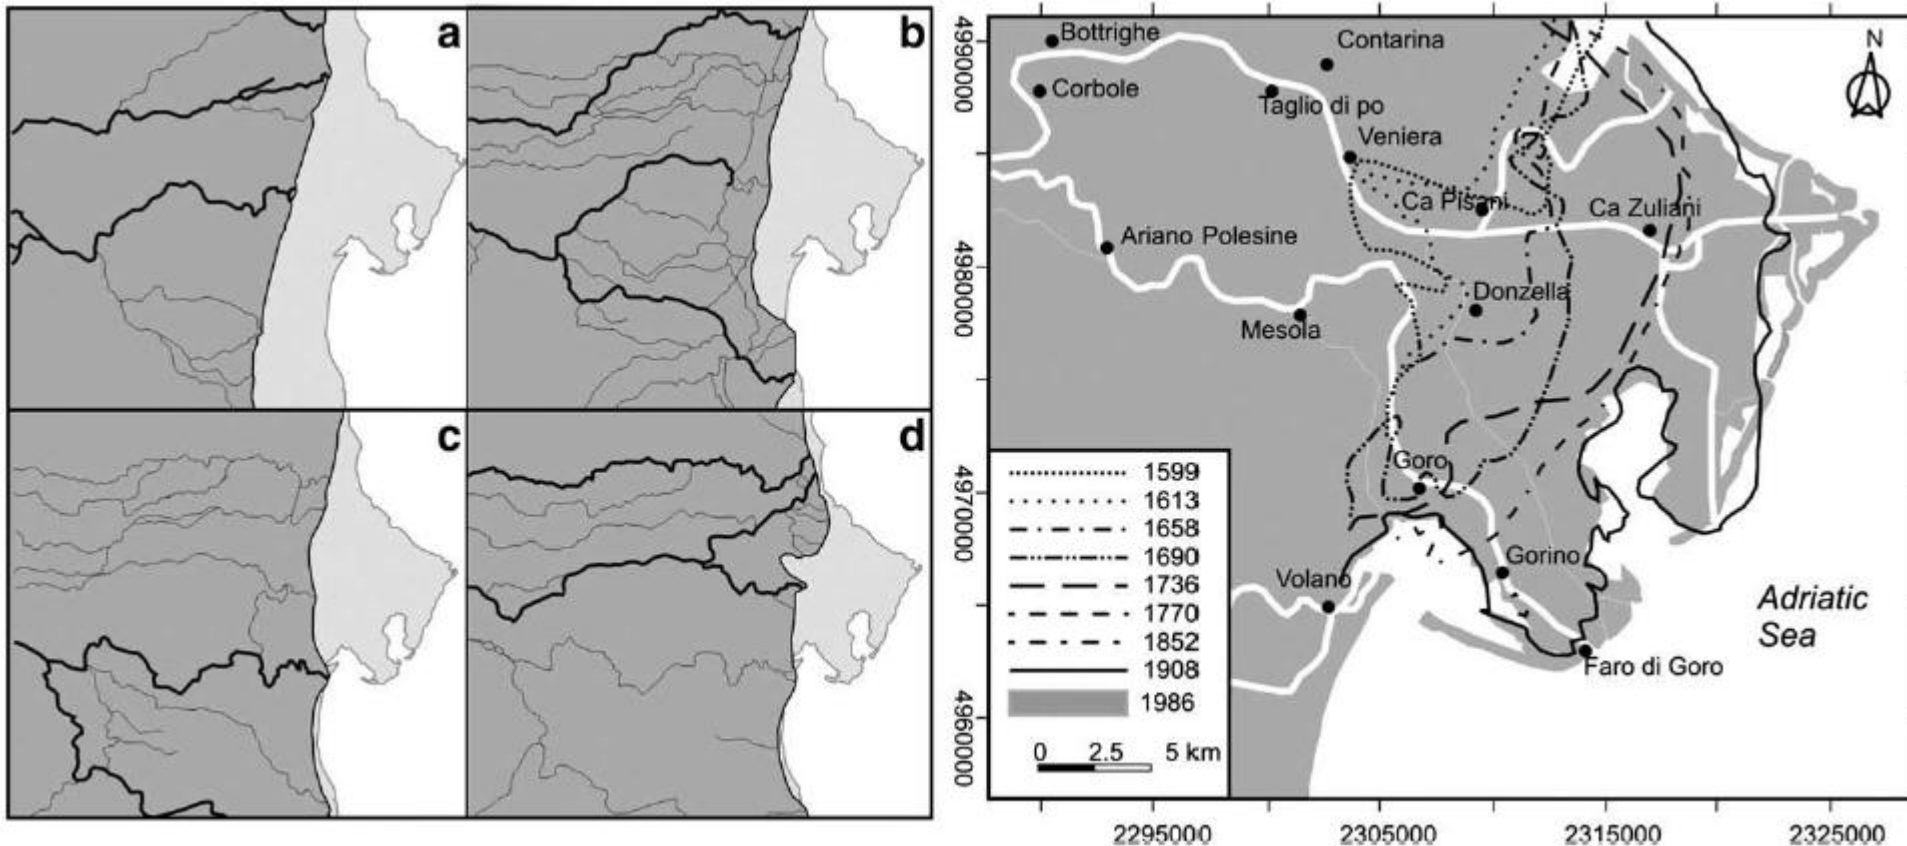 a
b
c
d
Bottrighe
Contarina
Corbole
Taglio di po
Veniera
Ca Pisani
Ca Zuliani
Ariano Polesine
Donzella
Mesola
Goro
Gorino
Volano
Faro di Goro
Adriatic
Sea
N
1599
1613
1658
1690
1736
1770
1852
1908
1986
0 2.5 5 km
4990000
4980000
4970000
4960000
2295000 2305000 2315000 2325000